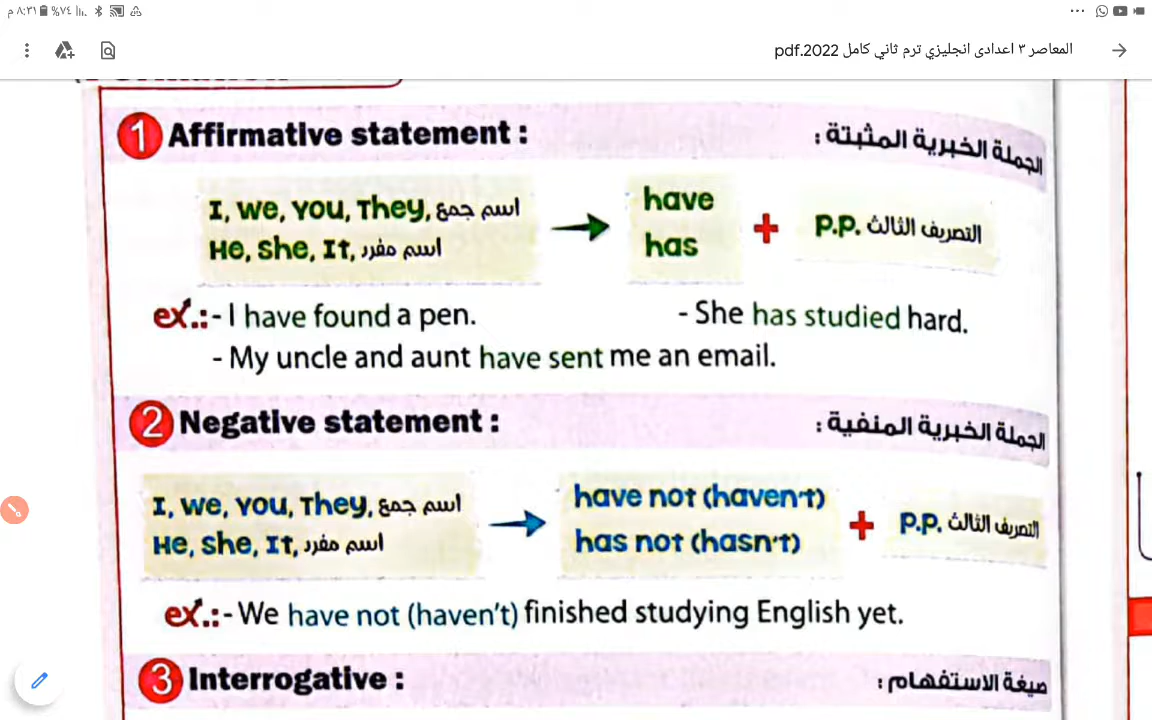 م ٨:٣١ %٧٤
المعاصر ٣ اعدادى انجليزي ترم ثاني كامل 2022.pdf
1 Affirmative statement : الجملة الخبرية المثبتة :
I, we, you, They, اسم جمع have
He, She, It, اسم مفرد has + P.P. التصريف الثالث
ex.: - I have found a pen. - She has studied hard.
- My uncle and aunt have sent me an email.
2 Negative statement : الجملة الخبرية المنفية :
I, we, you, They, اسم جمع have not (haven't)
He, She, It, اسم مفرد has not (hasn't) + P.P. التصريف الثالث
ex.: - We have not (haven't) finished studying English yet.
3 Interrogative : صيغة الاستفهام :